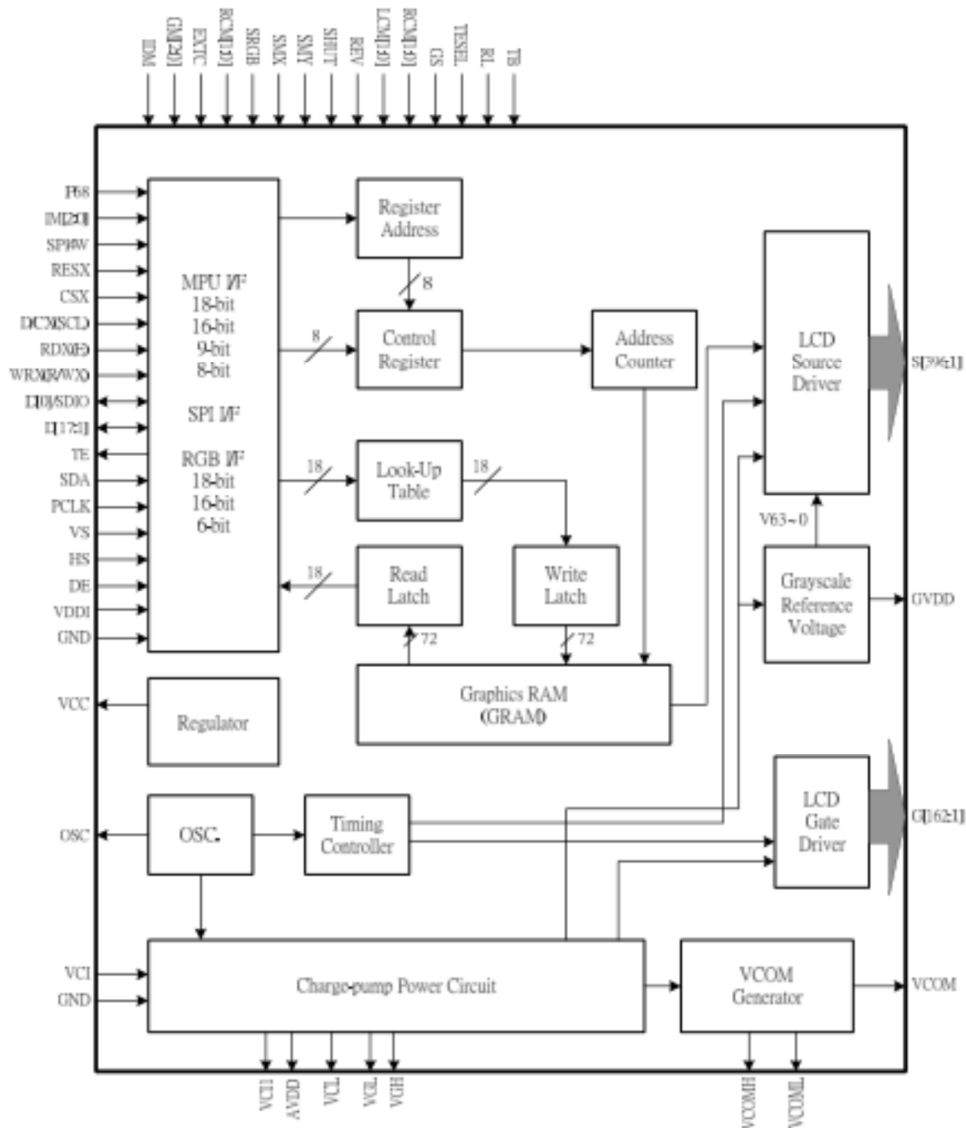 IDM
GM[2:0]
EXTC
RCM[1:0]
SRGB
SMX
SMY
SHUT
REV
LCM[1:0]
RCM[1:0]
GS
TESEL
RL
TB
P68
IM[2:0]
SPI4W
RESX
CSX
D/CX(SCL)
RDX(E)
WRX(R/WX)
D[0]/SDIO
D[17:1]
TE
SDA
PCLK
VS
HS
DE
VDDI
GND
MPU I/F
18-bit
16-bit
9-bit
8-bit
SPI I/F
RGB I/F
18-bit
16-bit
6-bit
Register
Address
8
8
Control
Register
Address
Counter
LCD
Source
Driver
S[396:1]
18
Look-Up
Table
18
V63~0
18
Read
Latch
Write
Latch
Grayscale
Reference
Voltage
GVDD
72
72
Graphics RAM
(GRAM)
VCC
Regulator
OSC
OSC.
Timing
Controller
LCD
Gate
Driver
G[162:1]
VCI
GND
Charge-pump Power Circuit
VCOM
Generator
VCOM
VCI1
AVDD
VCL
VGL
VGH
VCOMH
VCOML